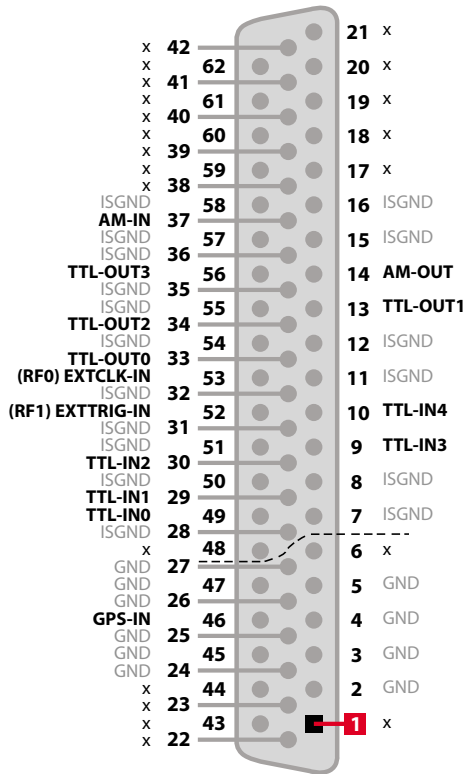 x 42
x 62
x 41
x 61
x 40
x 60
x 39
x 59
x 38
ISGND 58
AM-IN 37
ISGND 57
ISGND 36
TTL-OUT3 56
ISGND 35
ISGND 55
TTL-OUT2 34
ISGND 54
TTL-OUT0 33
(RF0) EXTCLK-IN 53
ISGND 32
(RF1) EXTTRIG-IN 52
ISGND 31
ISGND 51
TTL-IN2 30
ISGND 50
TTL-IN1 29
TTL-IN0 49
ISGND 28
x 48
GND 27
GND 47
GND 26
GPS-IN 46
GND 25
GND 45
GND 24
x 44
x 23
x 43
x 22
21 x
20 x
19 x
18 x
17 x
16 ISGND
15 ISGND
14 AM-OUT
13 TTL-OUT1
12 ISGND
11 ISGND
10 TTL-IN4
9 TTL-IN3
8 ISGND
7 ISGND
6 x
5 GND
4 GND
3 GND
2 GND
1 x